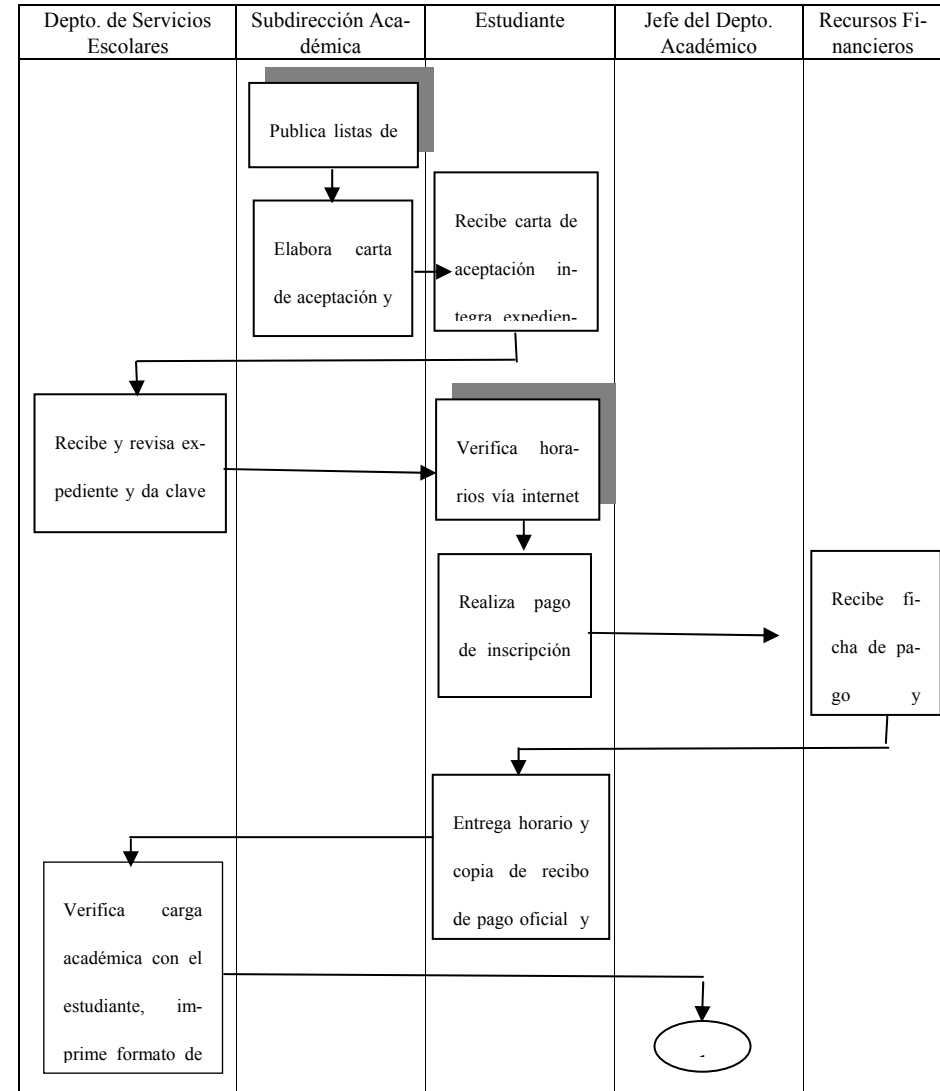 Depto. de Servicios
Escolares
Subdirección Aca-
démica
Estudiante
Jefe del Depto.
Académico
Recursos Fi-
nancieros
Publica listas de
Elabora carta
de aceptación y
Recibe carta de
aceptación in-
tegra expedien-
Recibe y revisa ex-
pediente y da clave
Verifica hora-
rios vía internet
Realiza pago
de inscripción
Recibe fi-
cha de pa-
go y
Entrega horario y
copia de recibo
de pago oficial y
Verifica carga
académica con el
estudiante, im-
prime formato de